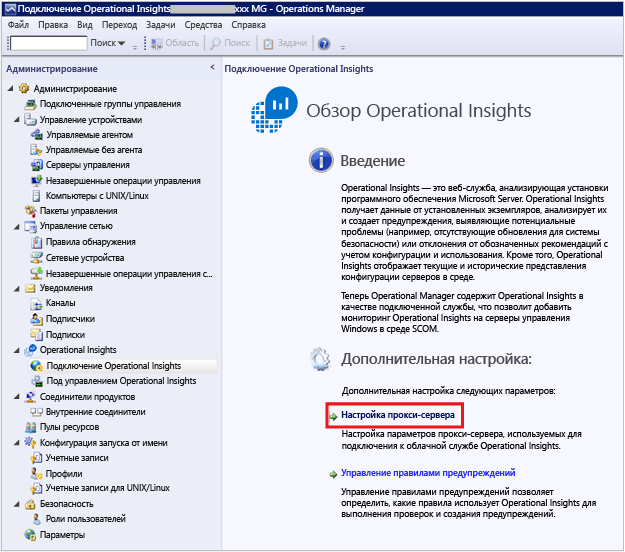 Подключение Operational Insights xxx MG - Operations Manager
Файл Правка Вид Переход Задачи Средства Справка
Поиск Область Поиск Задачи
Администрирование
Администрирование
Подключенные группы управления
Управление устройствами
Управляемые агентом
Управляемые без агента
Серверы управления
Незавершенные операции управления
Компьютеры с UNIX/Linux
Пакеты управления
Управление сетью
Правила обнаружения
Сетевые устройства
Незавершенные операции управления с...
Уведомления
Каналы
Подписчики
Подписки
Operational Insights
Подключение Operational Insights
Под управлением Operational Insights
Соединители продуктов
Внутренние соединители
Пулы ресурсов
Конфигурация запуска от имени
Учетные записи
Профили
Учетные записи для UNIX/Linux
Безопасность
Роли пользователей
Параметры
Подключение Operational Insights
Обзор Operational Insights
Введение
Operational Insights — это веб-служба, анализирующая установки
программного обеспечения Microsoft Server. Operational Insights
получает данные от установленных экземпляров, анализирует их
и создает предупреждения, выявляющие потенциальные
проблемы (например, отсутствующие обновления для системы
безопасности) или отклонения от обозначенных рекомендаций с
учетом конфигурации и использования. Кроме того, Operational
Insights отображает текущие и исторические представления
конфигурации серверов в среде.
Теперь Operational Manager содержит Operational Insights в
качестве подключенной службы, что позволит добавить
мониторинг Operational Insights на серверы управления
Windows в среде SCOM.
Дополнительная настройка:
Дополнительная настройка следующих параметров:
Настройка прокси-сервера
Настройка параметров прокси-сервера, используемых для
подключения к облачной службе Operational Insights.
Управление правилами предупреждений
Управление правилами предупреждений позволяет
определить, какие правила использует Operational Insights для
выполнения проверок и создания предупреждений.